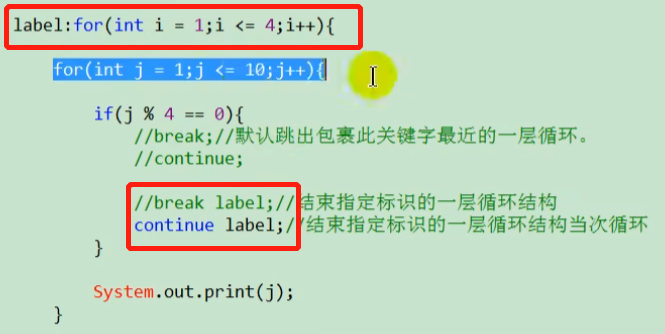 label:for(int i = 1;i <= 4;i++){
for(int j = 1;j <= 10;j++){
if(j % 4 == 0){
//break;//默认跳出包裹此关键字最近的一层循环。
//continue;
//break label;//结束指定标识的一层循环结构
continue label;//结束指定标识的一层循环结构当次循环
}
System.out.print(j);
}